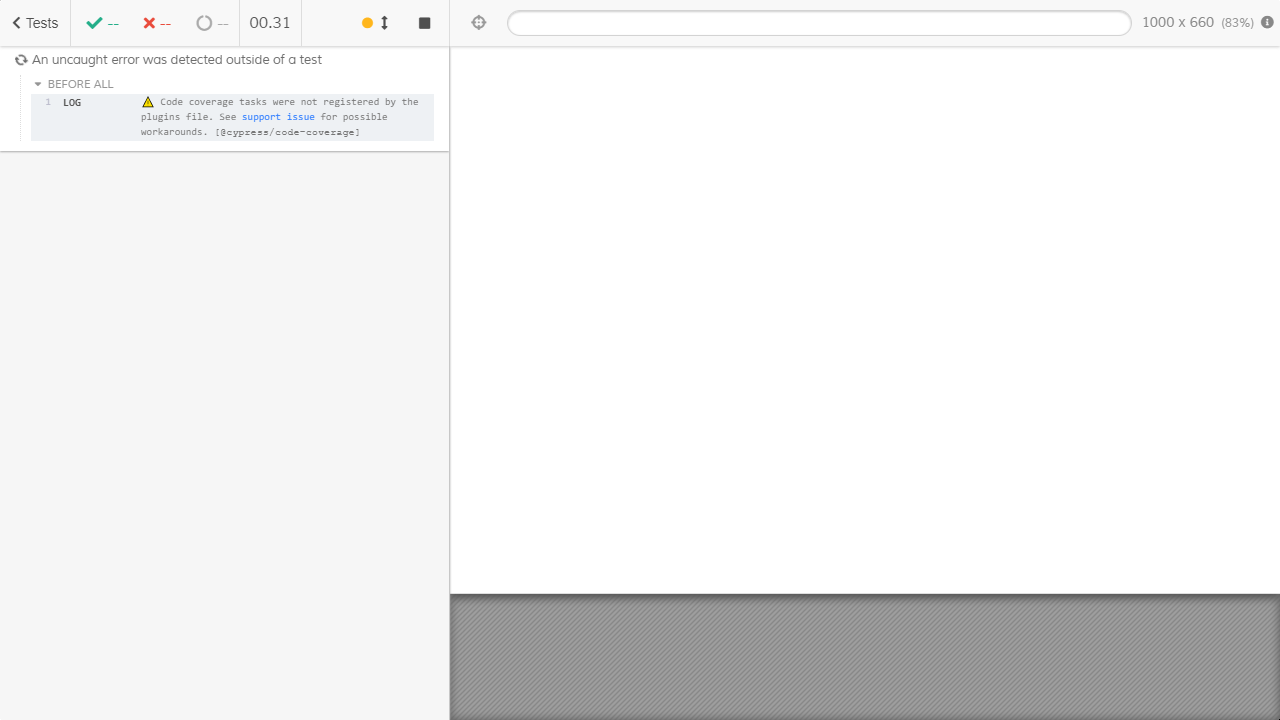 Tests
--
--
--
00.31
1000 x 660 (83%)
An uncaught error was detected outside of a test
BEFORE ALL
1 LOG Code coverage tasks were not registered by the
plugins file. See support issue for possible
workarounds. [@cypress/code-coverage]